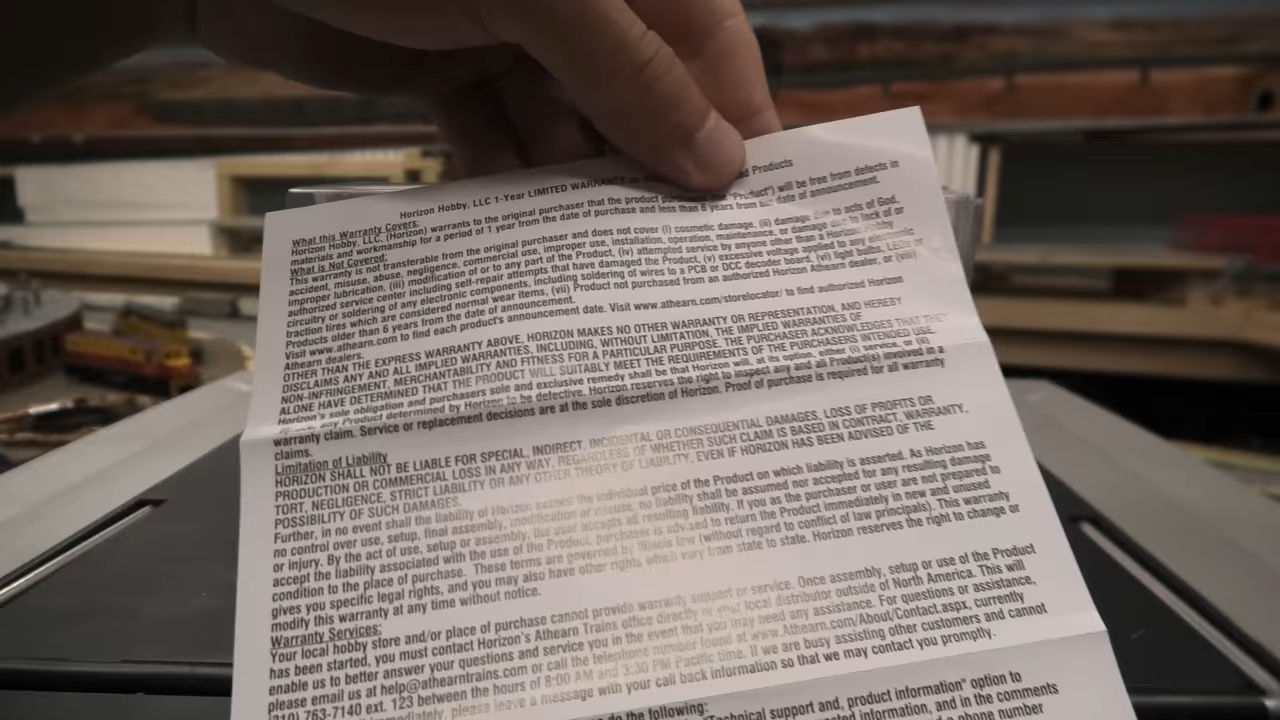 Horizon Hobby, LLC 1-Year LIMITED WARRANTY Products
What this Warranty Covers:
Horizon Hobby, LLC, (Horizon) warrants to the original purchaser that the product "Product") will be free from defects in
materials and workmanship for a period of 1 year from the date of purchase and less than 6 years from date of announcement.
What is Not Covered:
This warranty is not transferable from the original purchaser and does not cover (i) cosmetic damage, (ii) damage due to acts of God,
accident, misuse, abuse, negligence, commercial use, improper use, installation, operation, maintenance, or damage due to lack of or
improper lubrication. (iii) modification of or to any part of the Product, (iv) attempted service by anyone other than a Horizon Hobby
authorized service center including self-repair attempts that have damaged the Product, (v) excessive voltage applied to any
circuitry or soldering of any electronic components, including soldering of wires to a PCB or DCC decoder board. (vi) light bulbs, LEDs or
traction tires which are considered normal wear items, (vii) Product not purchased from an authorized Horizon Athearn dealer, or (viii)
Products older than 6 years from the date of announcement.
Visit www.athearn.com to find each product's announcement date. Visit www.athearn.com/storelocator/ to find authorized Horizon
Athearn dealers.
OTHER THAN THE EXPRESS WARRANTY ABOVE, HORIZON MAKES NO OTHER WARRANTY OR REPRESENTATION, AND HEREBY
DISCLAIMS ANY AND ALL IMPLIED WARRANTIES, INCLUDING, WITHOUT LIMITATION, THE IMPLIED WARRANTIES OF
NON-INFRINGEMENT, MERCHANTABILITY AND FITNESS FOR A PARTICULAR PURPOSE. THE PURCHASER ACKNOWLEDGES THAT THEY
ALONE HAVE DETERMINED THAT THE PRODUCT WILL SUITABLY MEET THE REQUIREMENTS OF THE PURCHASERS INTENDED USE.
Horizon's sole obligation and purchasers sole and exclusive remedy shall be that Horizon will, at its option, either (i) service, or (ii)
any Product determined by Horizon to be defective. Horizon reserves the right to inspect any and all Product(s) involved in a
warranty claim. Service or replacement decisions are at the sole discretion of Horizon. Proof of purchase is required for all warranty
claims.
Limitation of Liability
HORIZON SHALL NOT BE LIABLE FOR SPECIAL, INDIRECT, INCIDENTAL OR CONSEQUENTIAL DAMAGES, LOSS OF PROFITS OR
PRODUCTION OR COMMERCIAL LOSS IN ANY WAY, REGARDLESS OF WHETHER SUCH CLAIM IS BASED IN CONTRACT, WARRANTY,
TORT, NEGLIGENCE, STRICT LIABILITY OR ANY OTHER THEORY OF LIABILITY, EVEN IF HORIZON HAS BEEN ADVISED OF THE
POSSIBILITY OF SUCH DAMAGES.
Further, in no event shall the liability of Horizon exceed the individual price of the Product on which liability is asserted. As Horizon has
no control over use, setup, final assembly, modification or misuse, no liability shall be assumed nor accepted for any resulting damage
or injury. By the act of use, setup or assembly, the user accepts all resulting liability. If you as the purchaser or user are not prepared to
accept the liability associated with the use of the Product, purchaser is advised to return the Product immediately in new and unused
condition to the place of purchase. These terms are governed by Illinois law (without regard to conflict of law principals). This warranty
gives you specific legal rights, and you may also have other rights which vary from state to state. Horizon reserves the right to change or
modify this warranty at any time without notice.
Warranty Services:
Your local hobby store and/or place of purchase cannot provide warranty support or service. Once assembly, setup or use of the Product
has been started, you must contact Horizon's Athearn Trains office directly or your local distributor outside of North America. This will
enable us to better answer your questions and service you in the event that you may need any assistance. For questions or assistance,
please email us at help@athearntrains.com or call the telephone number found at www.Athearn.com/About/Contact.aspx, currently
(310) 763-7140 ext. 123 between the hours of 8:00 AM and 3:30 PM Pacific time. If we are busy assisting other customers and cannot
immediately, please leave a message with your call back information so that we may contact you promptly.
do the following:
"Technical support and, product information" option to
information, and in the comments
phone number